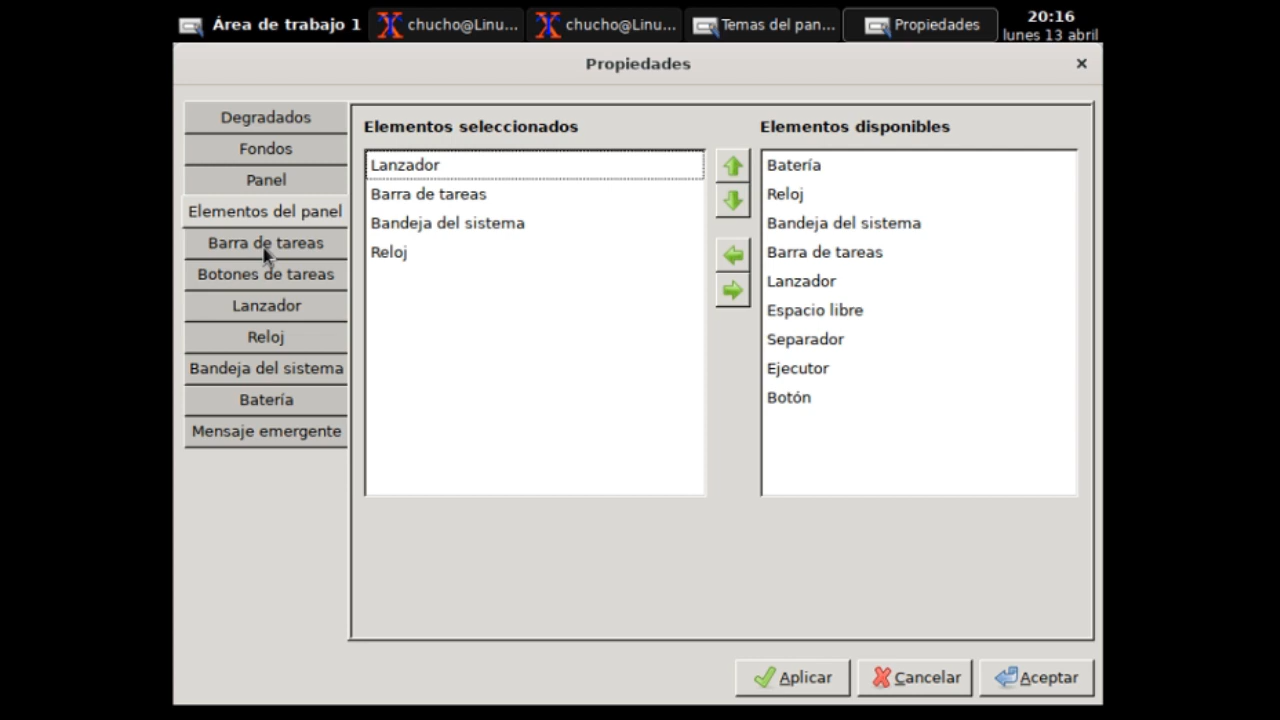 Área de trabajo 1
chucho@Linu...
chucho@Linu...
Temas del pan...
Propiedades
20:16
lunes 13 abril
Propiedades
Degradados
Fondos
Panel
Elementos del panel
Barra de tareas
Botones de tareas
Lanzador
Reloj
Bandeja del sistema
Batería
Mensaje emergente
Elementos seleccionados
Lanzador
Barra de tareas
Bandeja del sistema
Reloj
Elementos disponibles
Batería
Reloj
Bandeja del sistema
Barra de tareas
Lanzador
Espacio libre
Separador
Ejecutor
Botón
Aplicar
Cancelar
Aceptar